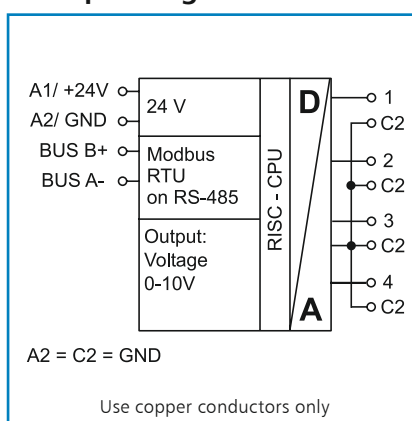 A1/ +24V
A2/ GND
BUS B+
BUS A-
24 V
Modbus
RTU
on RS-485
Output:
Voltage
0-10V
RISC - CPU
D
A
1
C2
2
C2
3
C2
4
C2
A2 = C2 = GND
Use copper conductors only